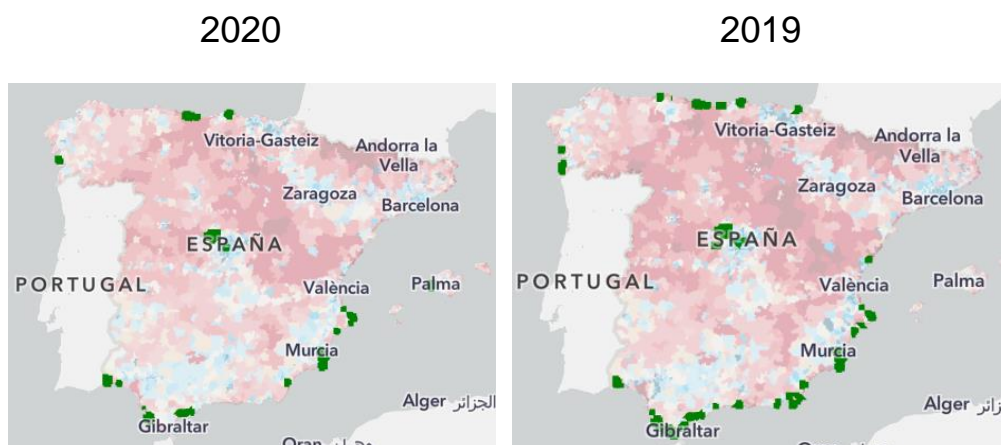 2020 2019
Vitoria-Gasteiz
Andorra la
Vella
Zaragoza
Barcelona
ESPAÑA
PORTUGAL
València
Palma
Murcia
Alger الجزائر
Gibraltar
Oran
Vitoria-Gasteiz
Andorra la
Vella
Zaragoza
Barcelona
ESPAÑA
PORTUGAL
València
Palma
Murcia
Alger
Gibraltar